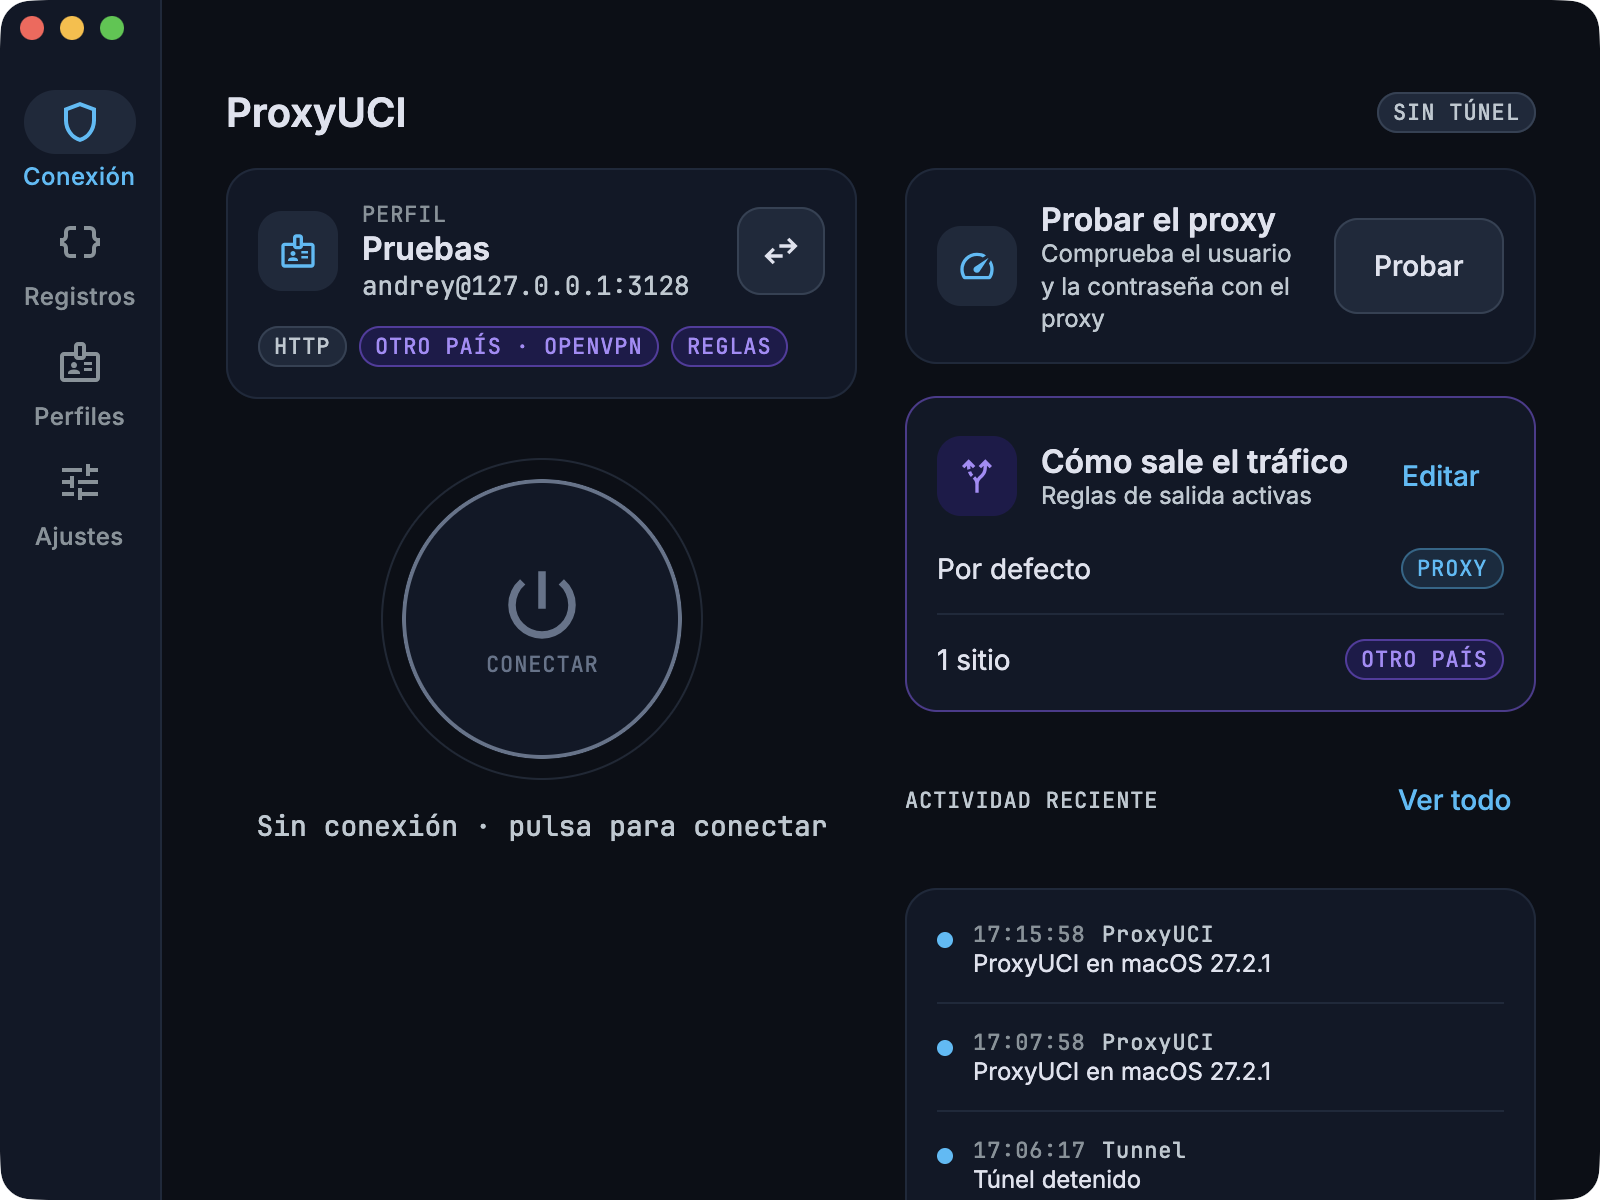 Conexión
Registros
Perfiles
Ajustes
ProxyUCI
SIN TÚNEL
PERFIL
Pruebas
andrey@127.0.0.1:3128
HTTP
OTRO PAÍS · OPENVPN
REGLAS
CONECTAR
Sin conexión · pulsa para conectar
Probar el proxy
Comprueba el usuario
y la contraseña con el
proxy
Probar
Cómo sale el tráfico
Reglas de salida activas
Editar
Por defecto
PROXY
1 sitio
OTRO PAÍS
ACTIVIDAD RECIENTE
Ver todo
17:15:58 ProxyUCI
ProxyUCI en macOS 27.2.1
17:07:58 ProxyUCI
ProxyUCI en macOS 27.2.1
17:06:17 Tunnel
Túnel detenido